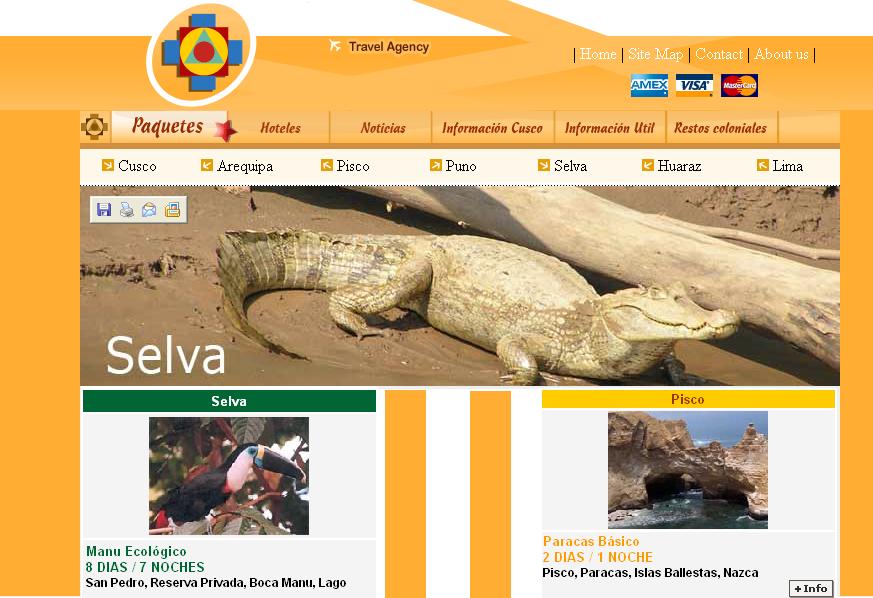 Travel Agency
| Home | Site Map | Contact | About us |
AMEX VISA MasterCard
Paquetes Hoteles Noticias Información Cusco Información Util Restos coloniales
Cusco Arequipa Pisco Puno Selva Huaraz Lima
Selva
Selva
Manu Ecológico
8 DIAS / 7 NOCHES
San Pedro, Reserva Privada, Boca Manu, Lago
Pisco
Paracas Básico
2 DIAS / 1 NOCHE
Pisco, Paracas, Islas Ballestas, Nazca
+ Info